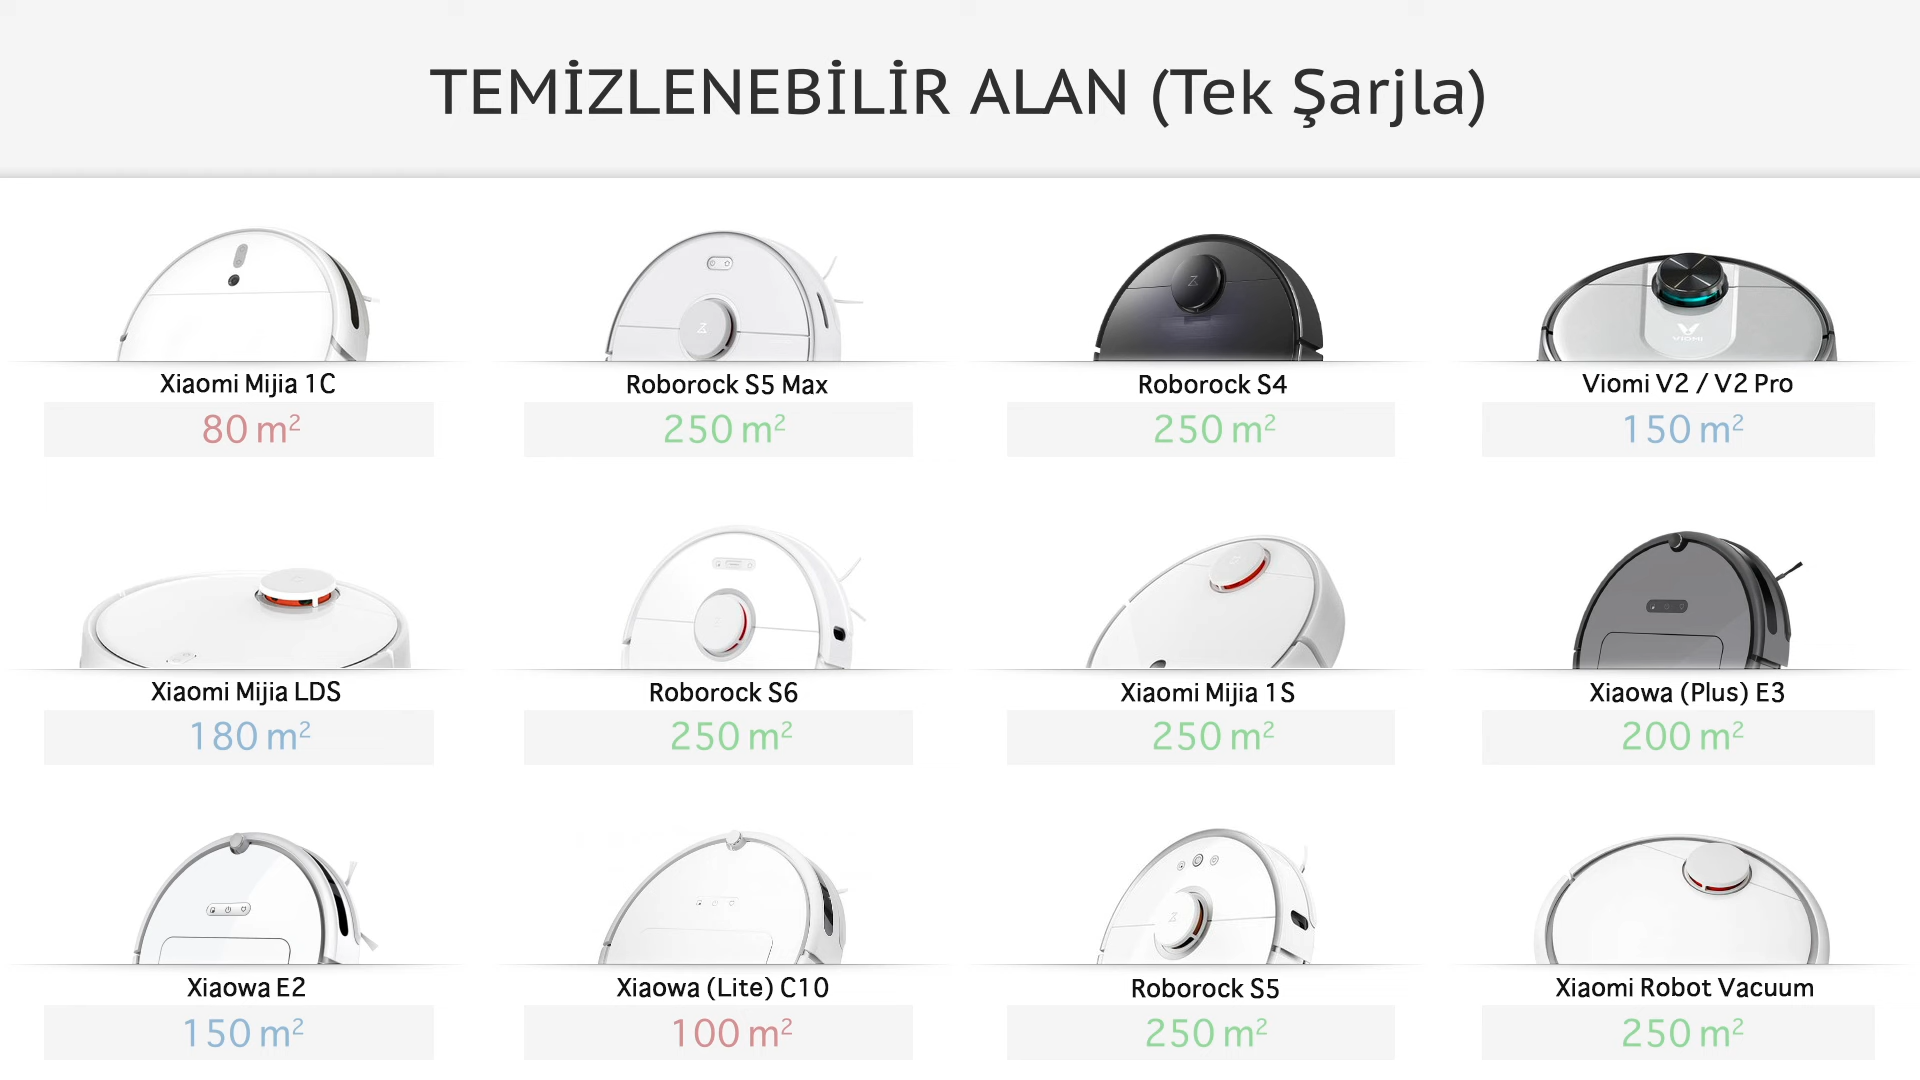 TEMİZLENEBİLİR ALAN (Tek Şarjla)
Xiaomi Mijia 1C
80 m²
Roborock S5 Max
250 m²
Roborock S4
250 m²
VIOMI
Viomi V2 / V2 Pro
150 m²
Xiaomi Mijia LDS
180 m²
Roborock S6
250 m²
Xiaomi Mijia 1S
250 m²
Xiaowa (Plus) E3
200 m²
Xiaowa E2
150 m²
Xiaowa (Lite) C10
100 m²
Roborock S5
250 m²
Xiaomi Robot Vacuum
250 m²